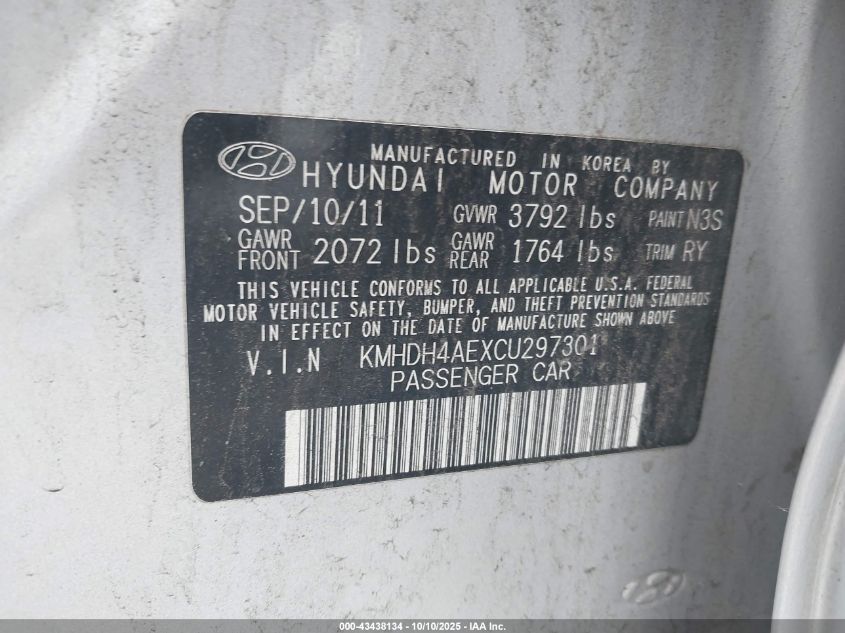 MANUFACTURED IN KOREA BY
HYUNDAI MOTOR COMPANY
SEP/10/11 GVWR 3792 lbs PAINT N3S
GAWR FRONT 2072 lbs GAWR REAR 1764 lbs TRIM RY
THIS VEHICLE CONFORMS TO ALL APPLICABLE U.S.A. FEDERAL
MOTOR VEHICLE SAFETY, BUMPER, AND THEFT PREVENTION STANDARDS
IN EFFECT ON THE DATE OF MANUFACTURE SHOWN ABOVE
V.I.N KMHDH4AEXCU297301
PASSENGER CAR
000-43438134 - 10/10/2025 - IAA Inc.